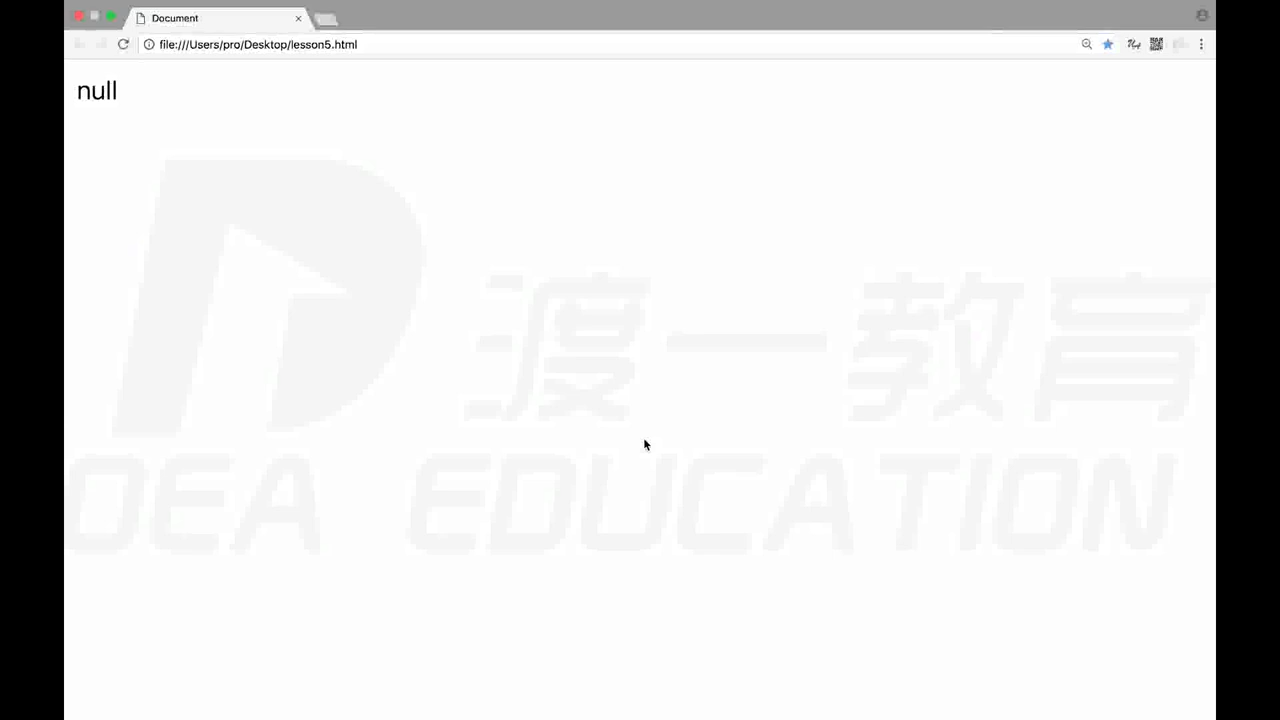 Document
file:///Users/pro/Desktop/lesson5.html
null
渡一教育
DEA EDUCATION